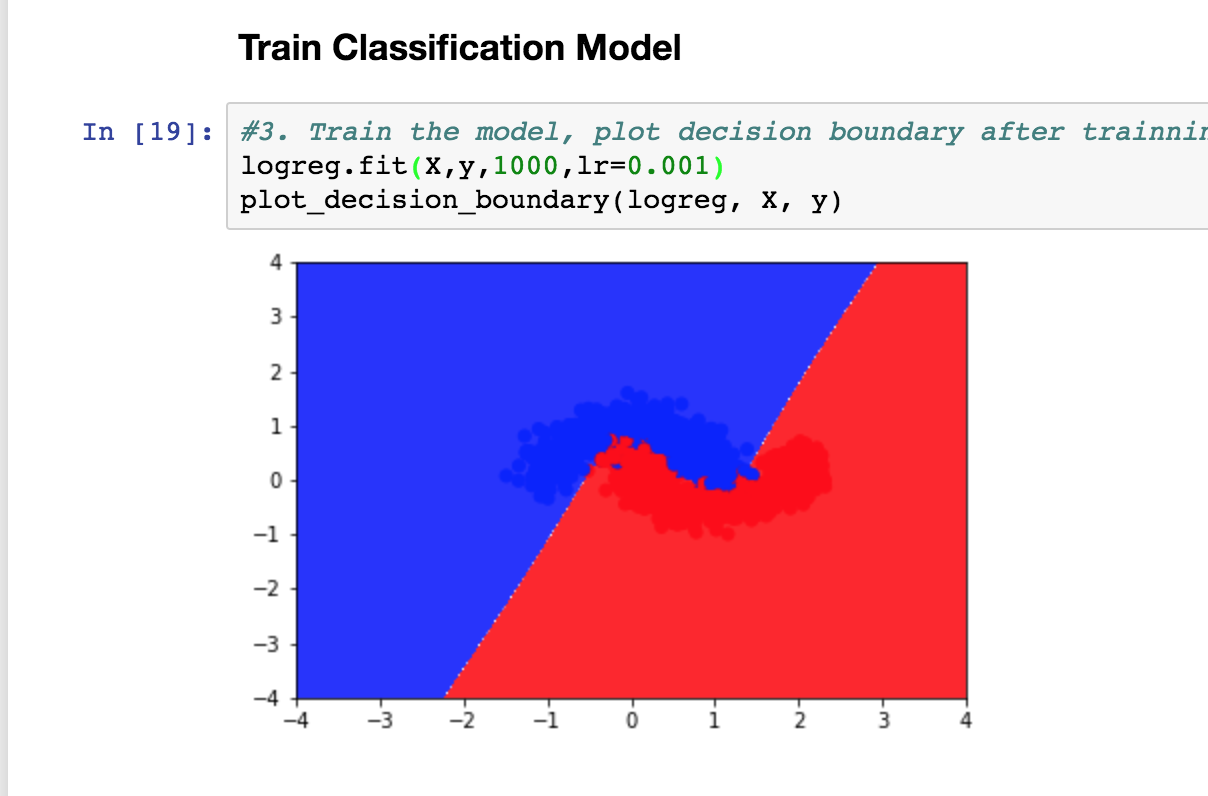 Train Classification Model
In [19]:
#3. Train the model, plot decision boundary after
logreg.fit(X,y,1000,lr=0.001)
plot_decision_boundary(logreg, X, y)
4
3
2
1
0
−1
−2
−3
−4
−4 −3 −2 −1 0 1 2 3 4